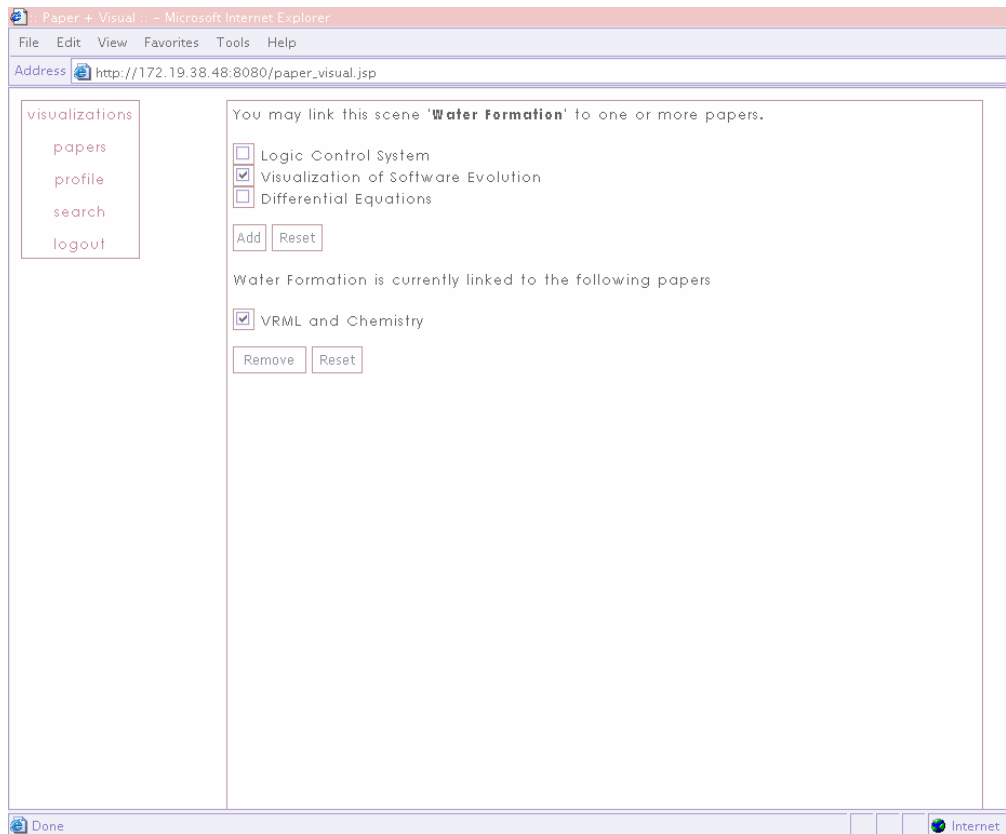 :: Paper + Visual :: - Microsoft Internet Explorer
File Edit View Favorites Tools Help
Address http://172.19.38.48:8080/paper_visual.jsp
visualizations
papers
profile
search
logout
You may link this scene 'Water Formation' to one or more papers.
Logic Control System
Visualization of Software Evolution
Differential Equations
Add Reset
Water Formation is currently linked to the following papers
VRML and Chemistry
Remove Reset
Done Internet